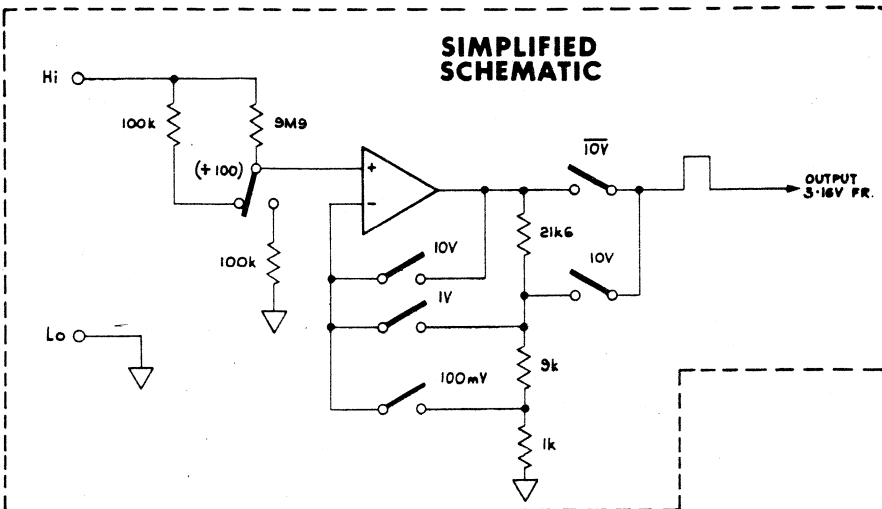 SIMPLIFIED
SCHEMATIC
Hi
100k
9M9
(÷100)
+
-
10V
OUTPUT
3·16V FR.
21k6
100k
10V
10V
1V
Lo
9k
100mV
1k